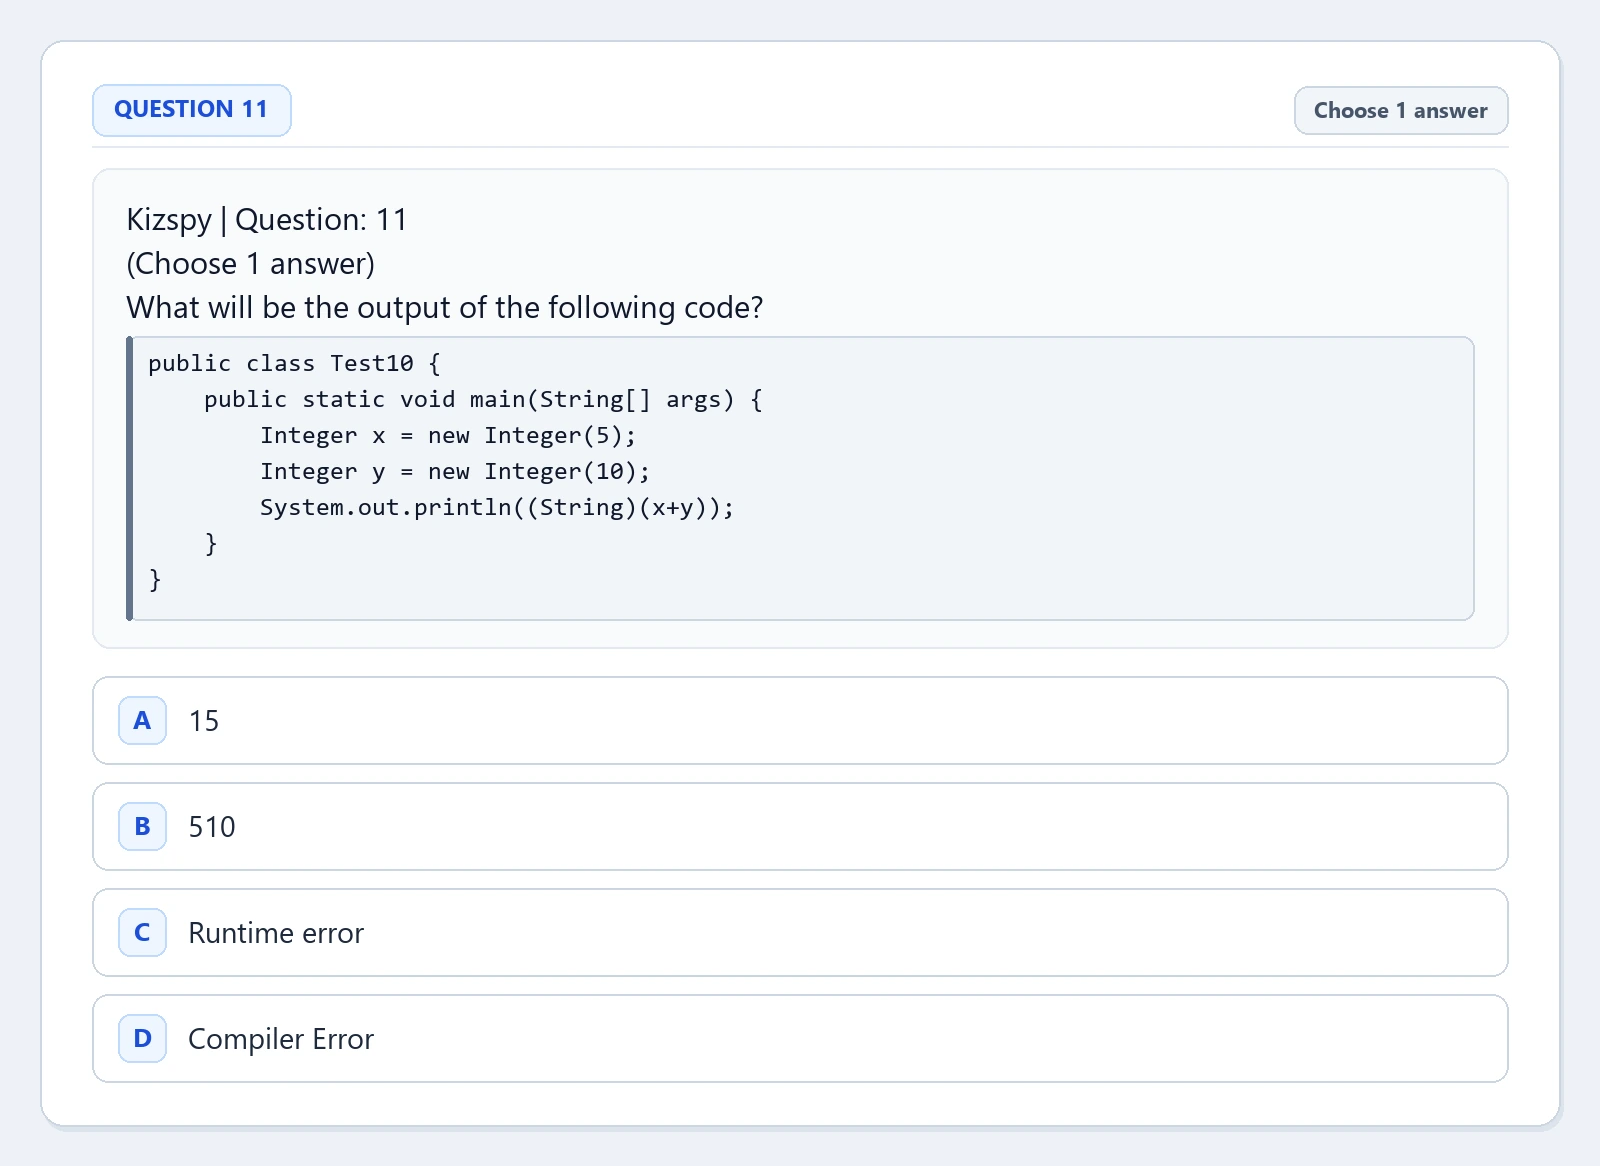 QUESTION 11
Choose 1 answer
Kizspy | Question: 11
(Choose 1 answer)
What will be the output of the following code?
public class Test10 {
    public static void main(String[] args) {
        Integer x = new Integer(5);
        Integer y = new Integer(10);
        System.out.println((String)(x+y));
    }
}
A 15
B 510
C Runtime error
D Compiler Error